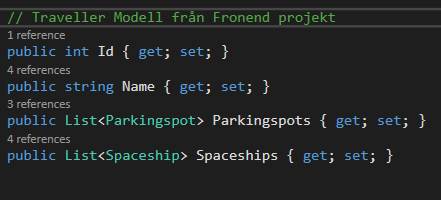 // Traveller Modell från Fronend projekt
1 reference
public int Id { get; set; }
4 references
public string Name { get; set; }
3 references
public List<Parkingspot> Parkingspots { get; set; }
4 references
public List<Spaceship> Spaceships { get; set; }